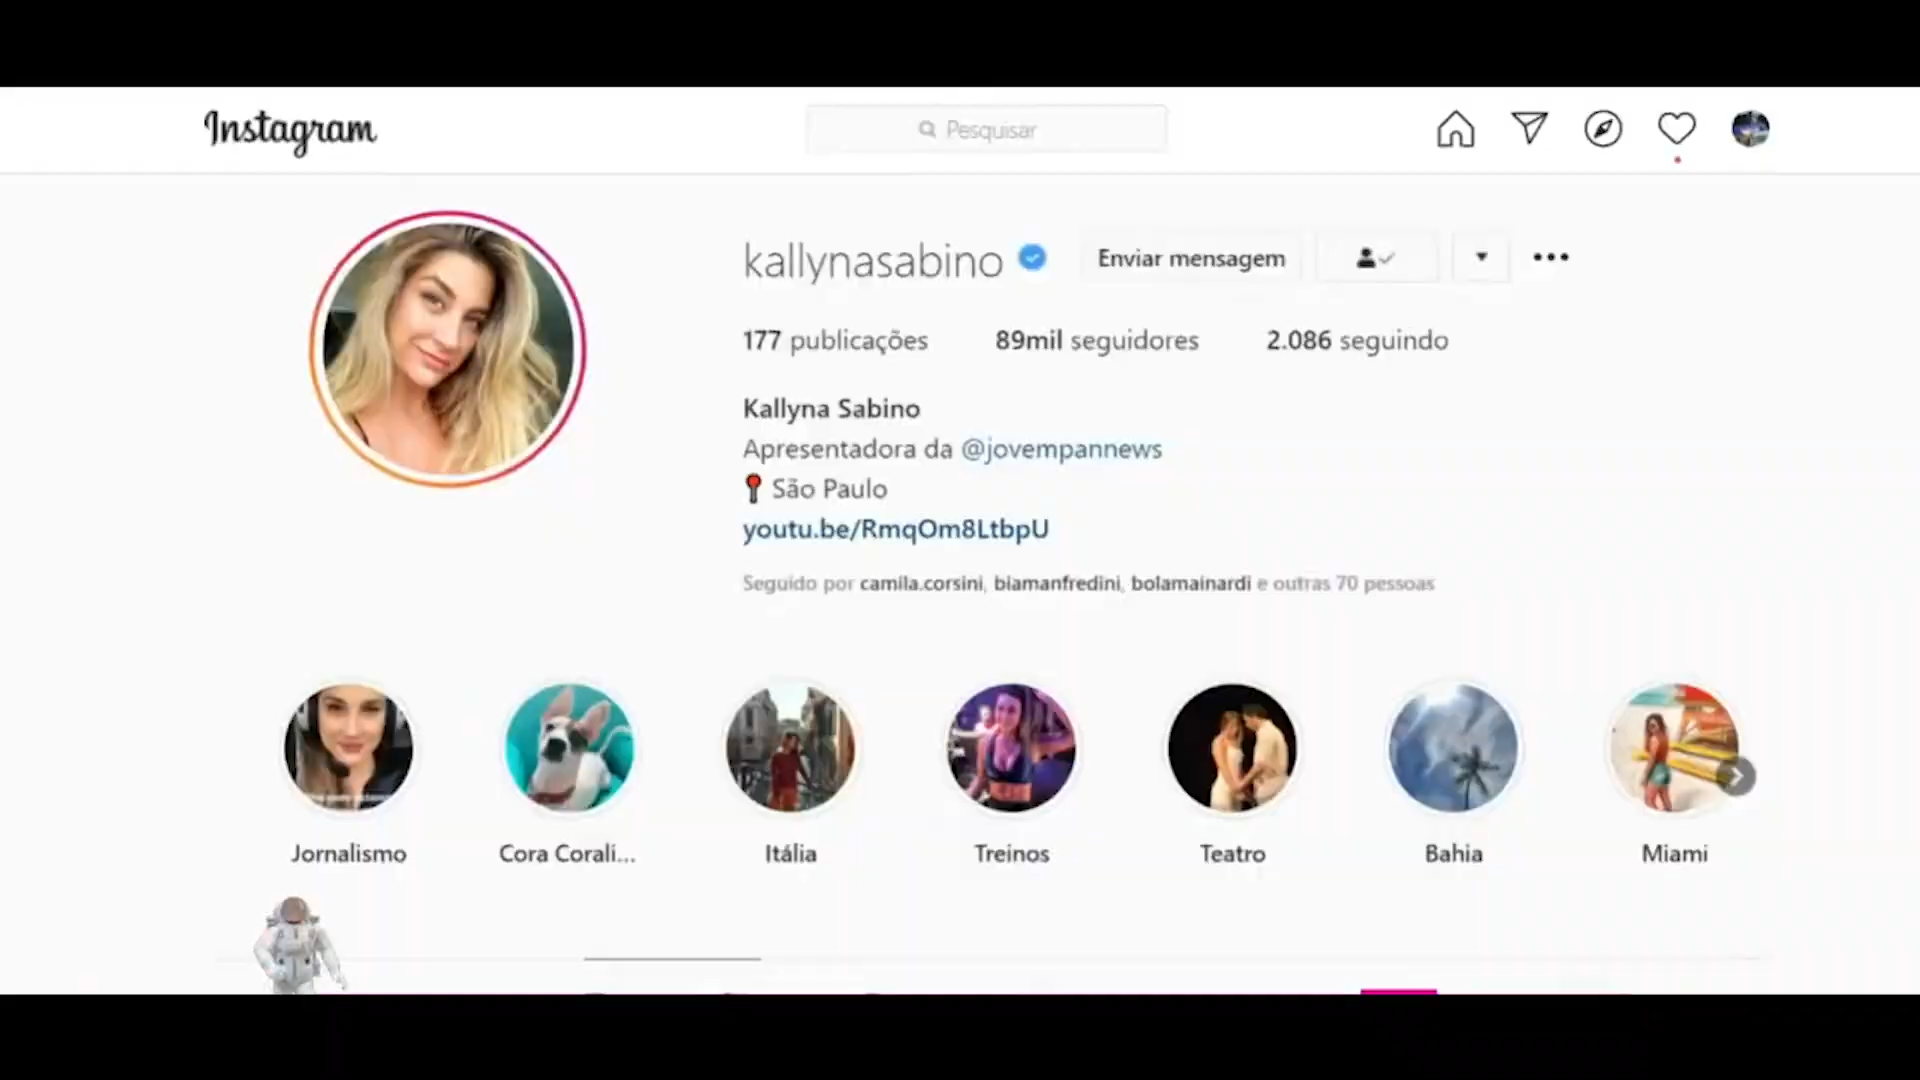 Instagram
Pesquisar
kallynasabino
Enviar mensagem
177 publicações 89mil seguidores 2.086 seguindo
Kallyna Sabino
Apresentadora da @jovempannews
São Paulo
youtu.be/RmqOm8LtbpU
Seguido por camila.corsini, biamanfredini, bolamainardi e outras 70 pessoas
Jornalismo Cora Corali... Itália Treinos Teatro Bahia Miami